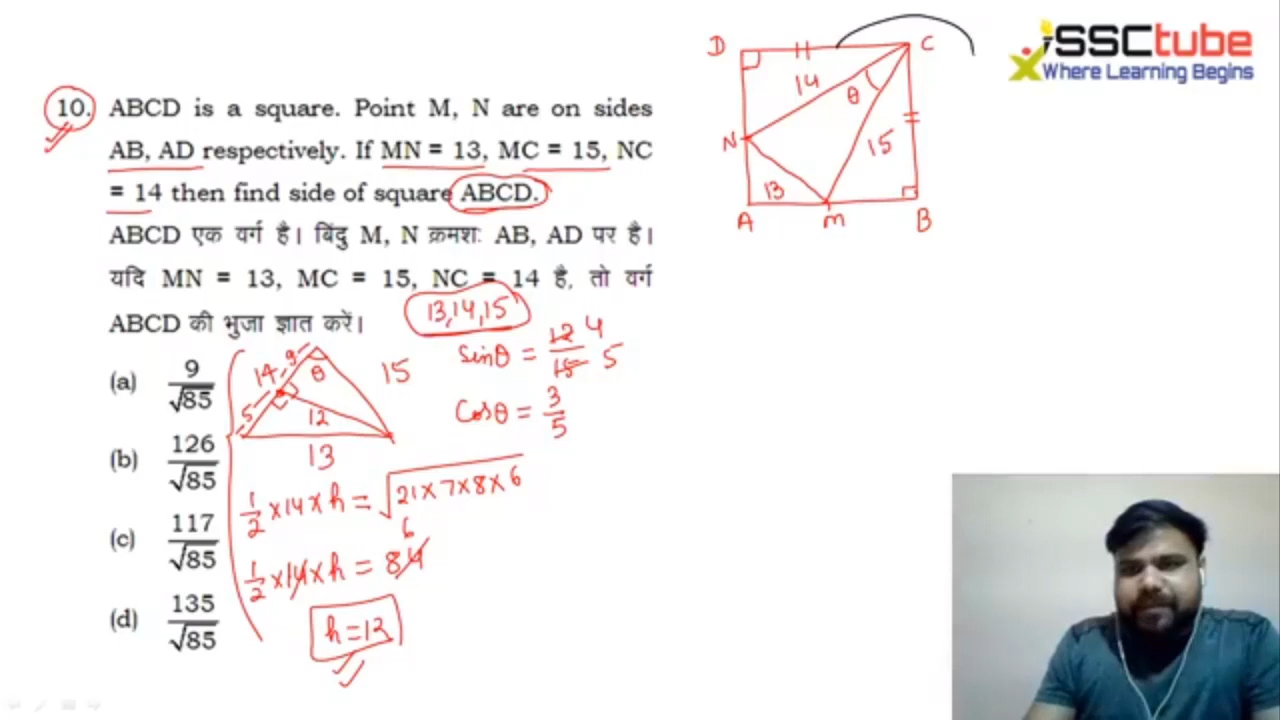 10. ABCD is a square. Point M, N are on sides
AB, AD respectively. If MN = 13, MC = 15, NC
= 14 then find side of square ABCD.
ABCD एक वर्ग है। बिंदु M, N क्रमशः AB, AD पर है।
यदि MN = 13, MC = 15, NC = 14 है, तो वर्ग
ABCD की भुजा ज्ञात करें।
(a) 9/√85
(b) 126/√85
(c) 117/√85
(d) 135/√85
13,14,15
14 9 θ 15
5 12
13
sinθ = 12/15 4/5
Cosθ = 3/5
1/2 × 14 × h = √21×7×8×6
6
1/2 × 14 × h = 84
h = 12
D C
14 θ
N 15
13
A M B
iSSCtube
Where Learning Begins